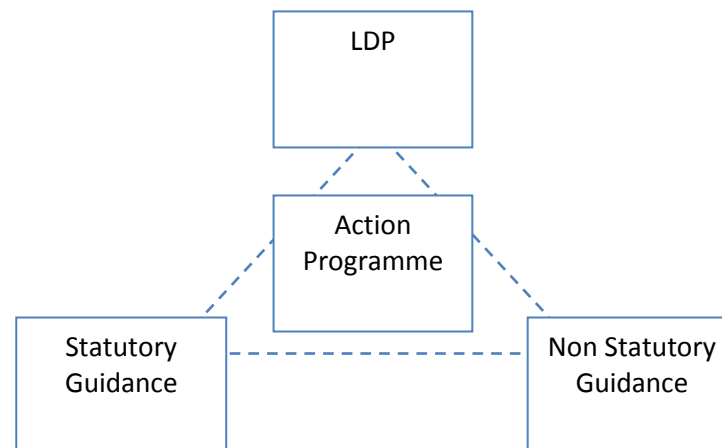 LDP
Action
Programme
Statutory
Guidance
Non Statutory
Guidance